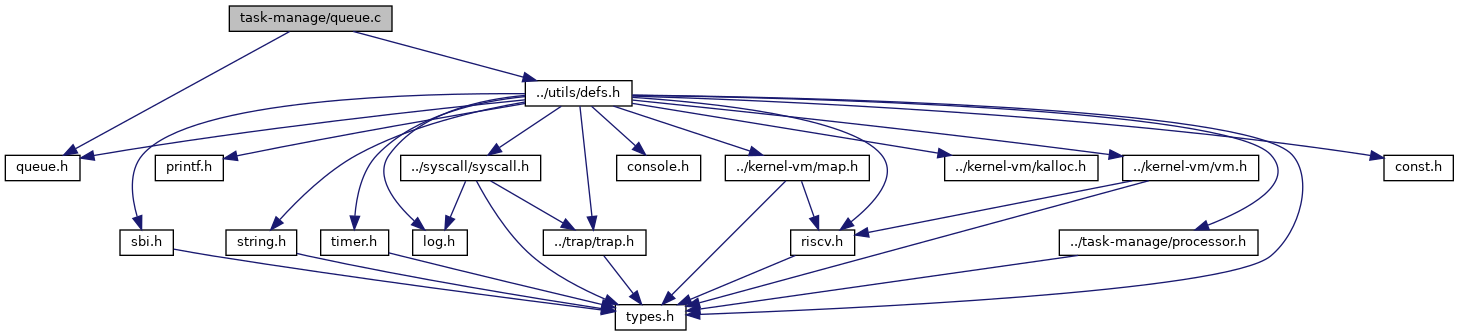 task-manage/queue.c
../utils/defs.h
queue.h
printf.h
../syscall/syscall.h
console.h
../kernel-vm/map.h
../kernel-vm/kalloc.h
../kernel-vm/vm.h
const.h
sbi.h
string.h
timer.h
log.h
../trap/trap.h
riscv.h
../task-manage/processor.h
types.h